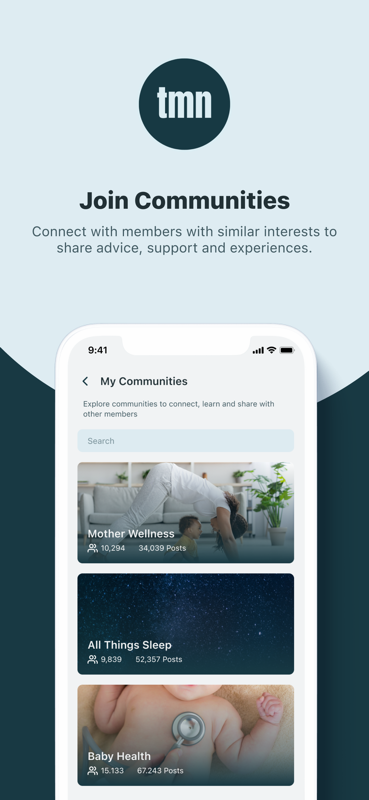 tmn
Join Communities
Connect with members with similar interests to
share advice, support and experiences.
9:41
My Communities
Explore communities to connect, learn and share with
other members
Search
Mother Wellness
10,294 34,039 Posts
All Things Sleep
9,839 52,357 Posts
Baby Health
15.133 67.243 Posts